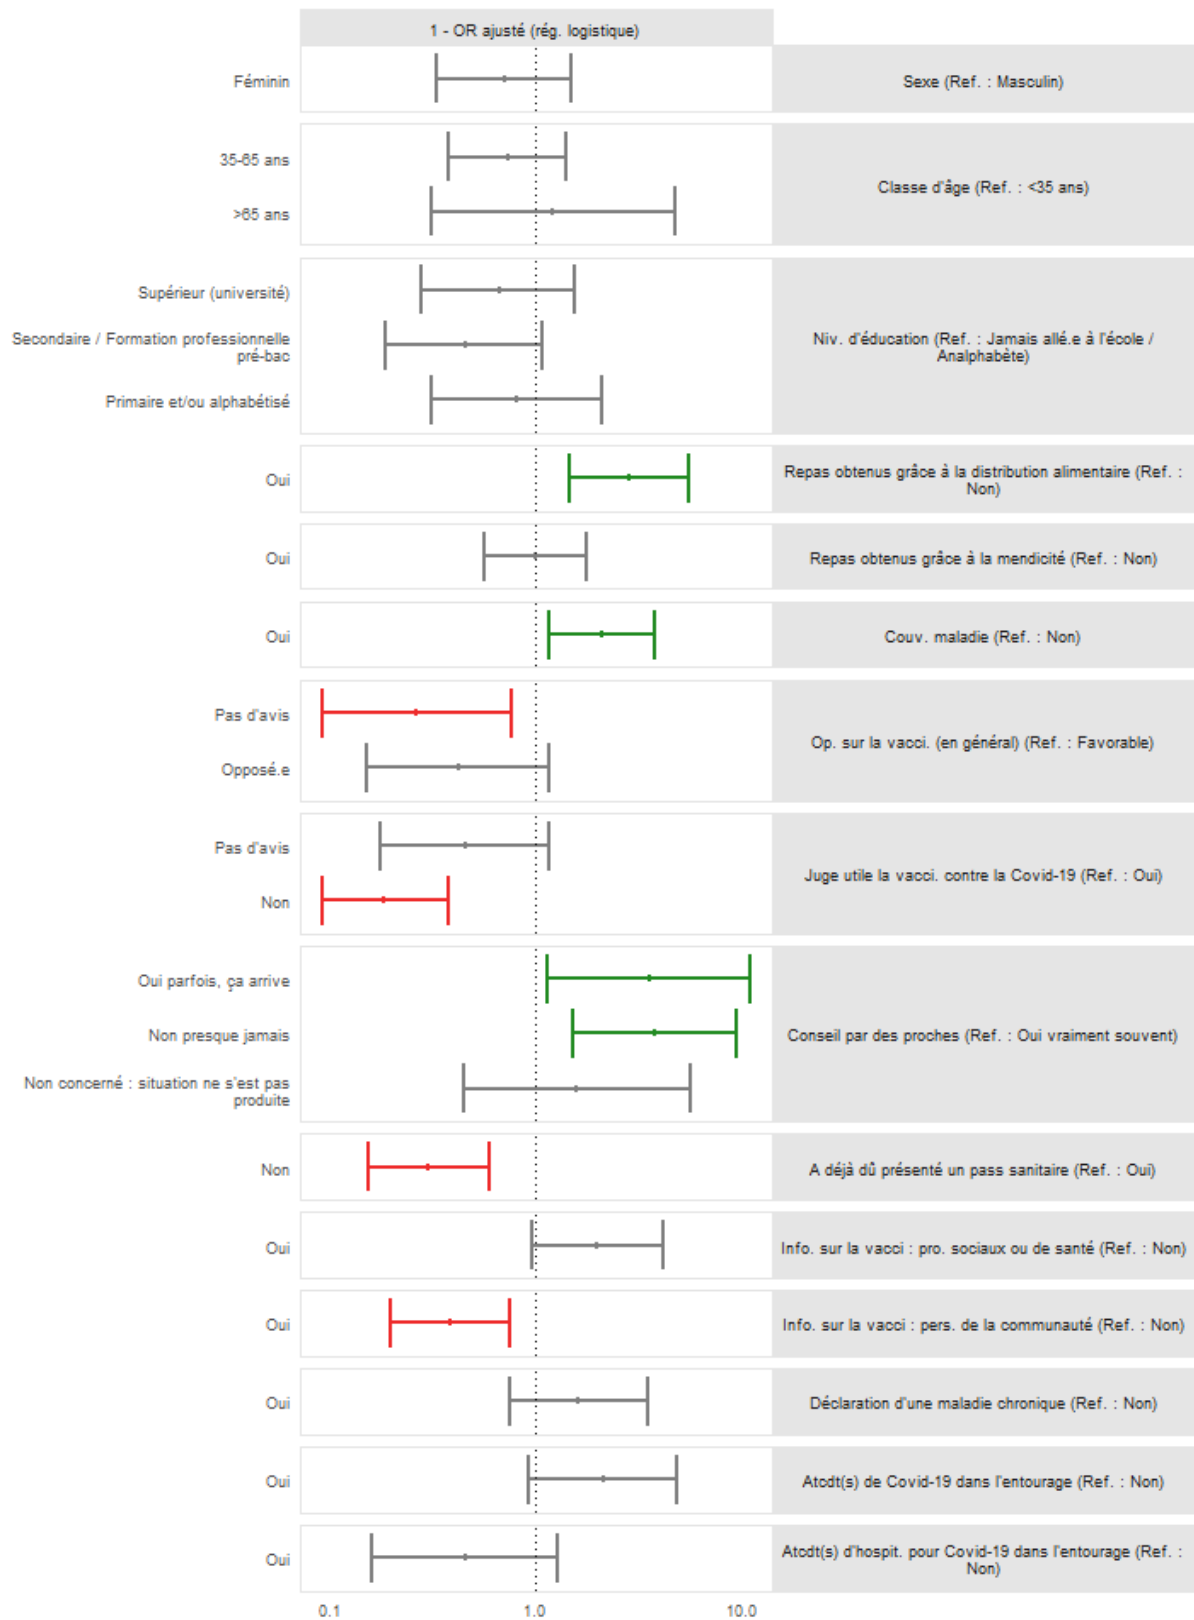 1 - OR ajusté (rég. logistique)
Féminin
Sexe (Ref. : Masculin)
35-65 ans
>65 ans
Classe d'âge (Ref. : <35 ans)
Supérieur (université)
Secondaire / Formation professionnelle
pré-bac
Primaire et/ou alphabétisé
Niv. d'éducation (Ref. : Jamais allé.e à l'école /
Analphabète)
Oui
Repas obtenus grâce à la distribution alimentaire (Ref. :
Non)
Oui
Repas obtenus grâce à la mendicité (Ref. : Non)
Oui
Couv. maladie (Ref. : Non)
Pas d'avis
Opposé.e
Op. sur la vacci. (en général) (Ref. : Favorable)
Pas d'avis
Non
Juge utile la vacci. contre la Covid-19 (Ref. : Oui)
Oui parfois, ça arrive
Non presque jamais
Non concerné : situation ne s'est pas
produite
Conseil par des proches (Ref. : Oui vraiment souvent)
Non
A déjà dû présenté un pass sanitaire (Ref. : Oui)
Oui
Info. sur la vacci : pro. sociaux ou de santé (Ref. : Non)
Oui
Info. sur la vacci : pers. de la communauté (Ref. : Non)
Oui
Déclaration d'une maladie chronique (Ref. : Non)
Oui
Atcdt(s) de Covid-19 dans l'entourage (Ref. : Non)
Oui
Atcdt(s) d'hospit. pour Covid-19 dans l'entourage (Ref. :
Non)
0.1 1.0 10.0